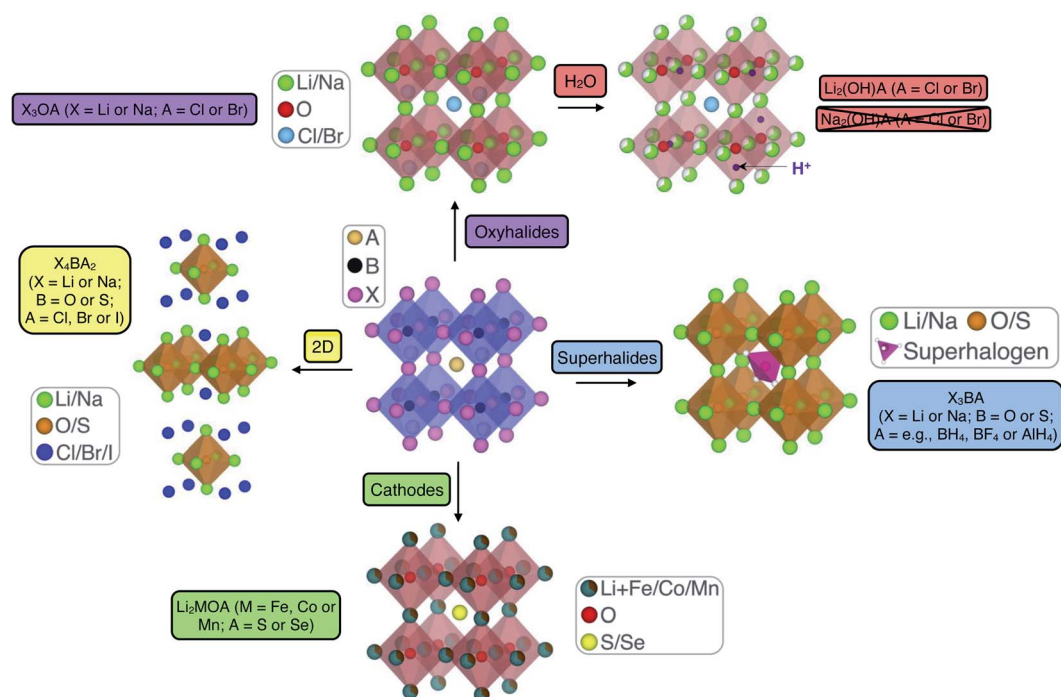 X₃OA (X = Li or Na; A = Cl or Br)
Li/Na
O
Cl/Br
H₂O
Li₂(OH)A (A = Cl or Br)
Na₂(OH)A (A = Cl or Br)
H⁺
Oxyhalides
A
B
X
X₄BA₂
(X = Li or Na;
B = O or S;
A = Cl, Br or I)
2D
Li/Na
O/S
Cl/Br/I
Superhalides
Li/Na
O/S
Superhalogen
X₃BA
(X = Li or Na; B = O or S;
A = e.g., BH₄, BF₄ or AlH₄)
Cathodes
Li₂MOA (M = Fe, Co or
Mn; A = S or Se)
Li+Fe/Co/Mn
O
S/Se